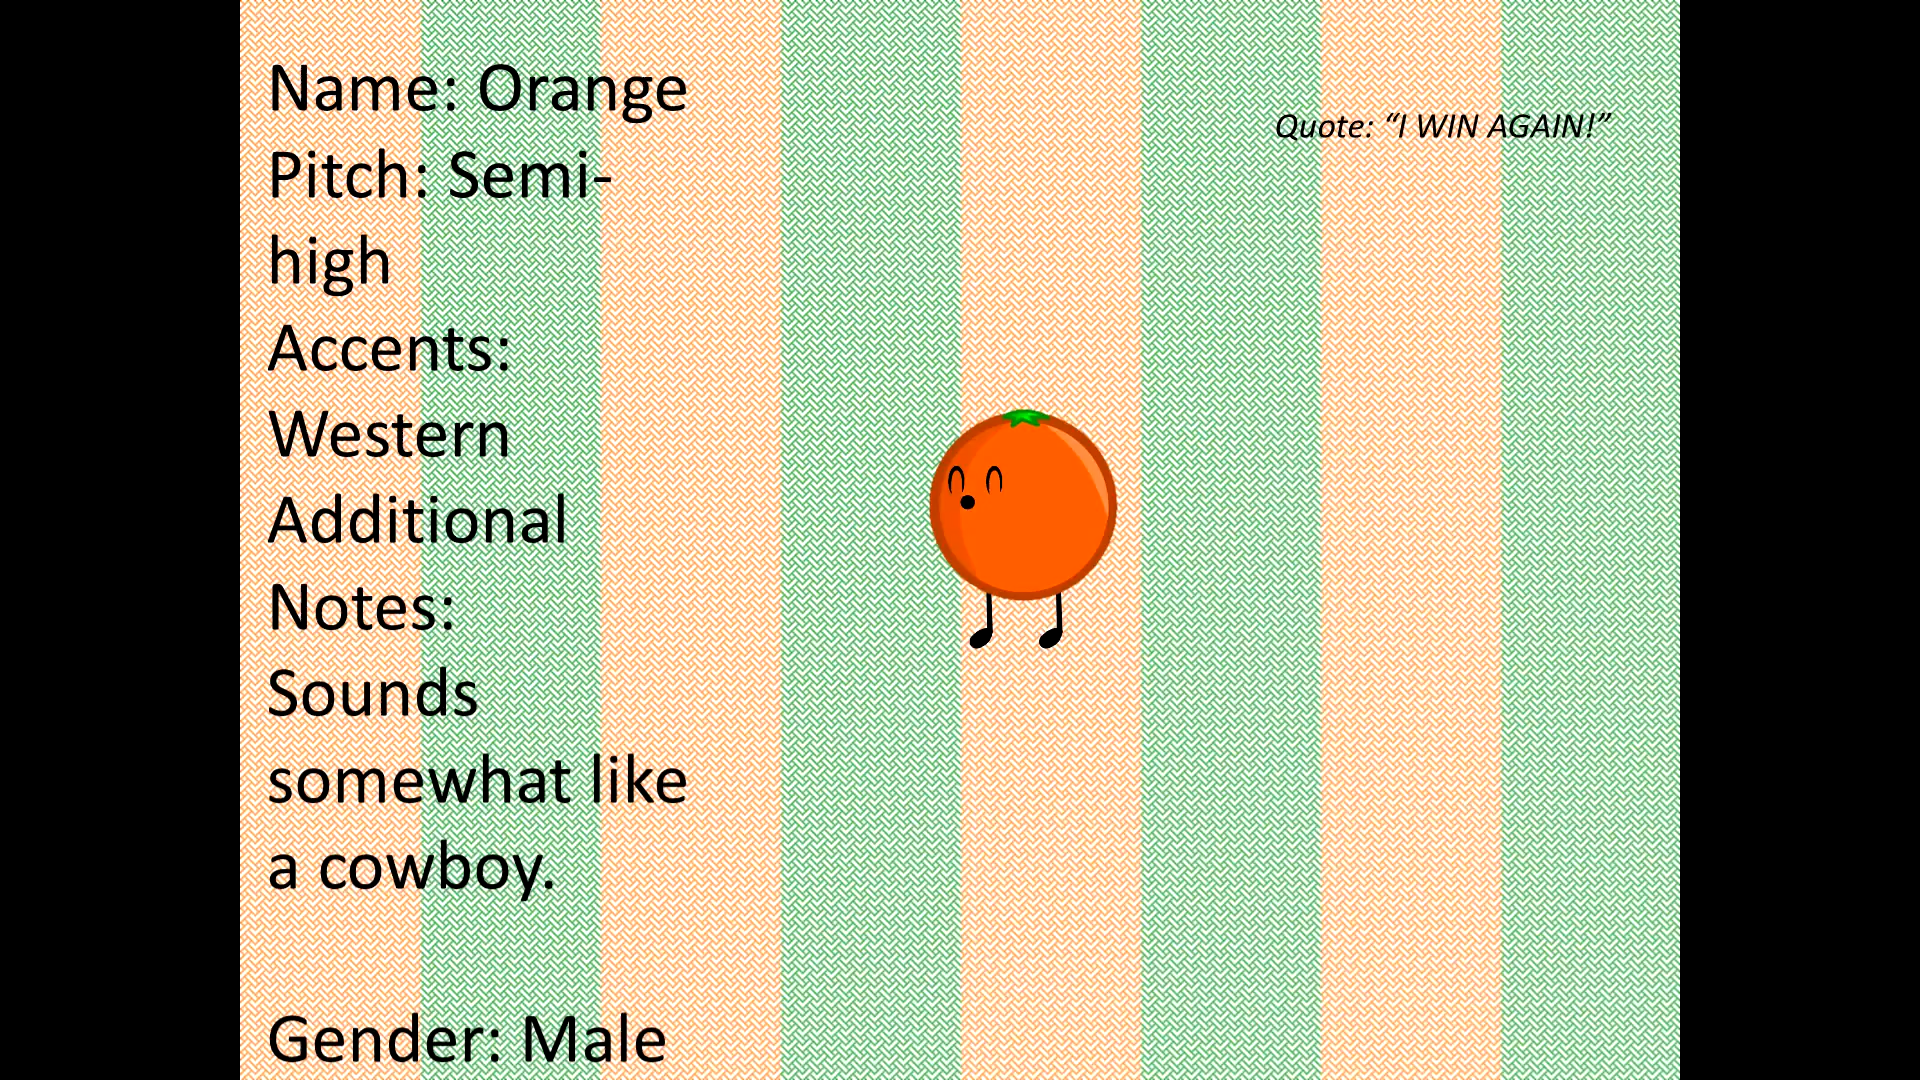 Name: Orange
Pitch: Semi-
high
Accents:
Western
Additional
Notes:
Sounds
somewhat like
a cowboy.
Gender: Male
Quote: “I WIN AGAIN!”